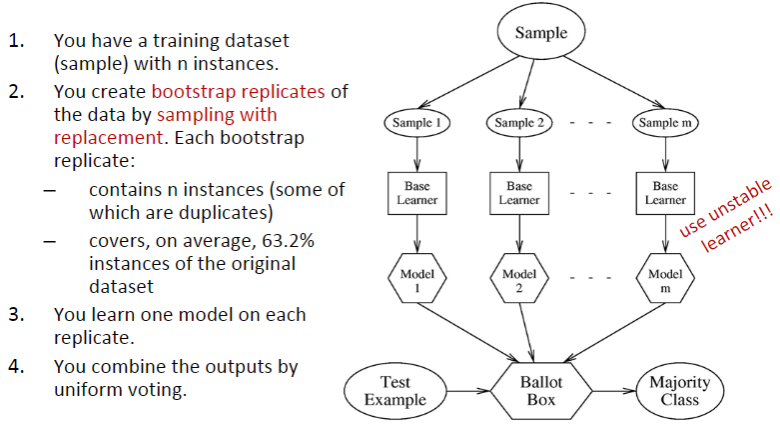 1. You have a training dataset
(sample) with n instances.
2. You create bootstrap replicates of
the data by sampling with
replacement. Each bootstrap
replicate:
– contains n instances (some of
which are duplicates)
– covers, on average, 63.2%
instances of the original
dataset
3. You learn one model on each
replicate.
4. You combine the outputs by
uniform voting.
Sample
Sample 1
Sample 2
- - -
Sample m
Base
Learner
Base
Learner
- - -
Base
Learner
use unstable
learner!!!
Model
1
Model
2
- - -
Model
m
Test
Example
Ballot
Box
Majority
Class